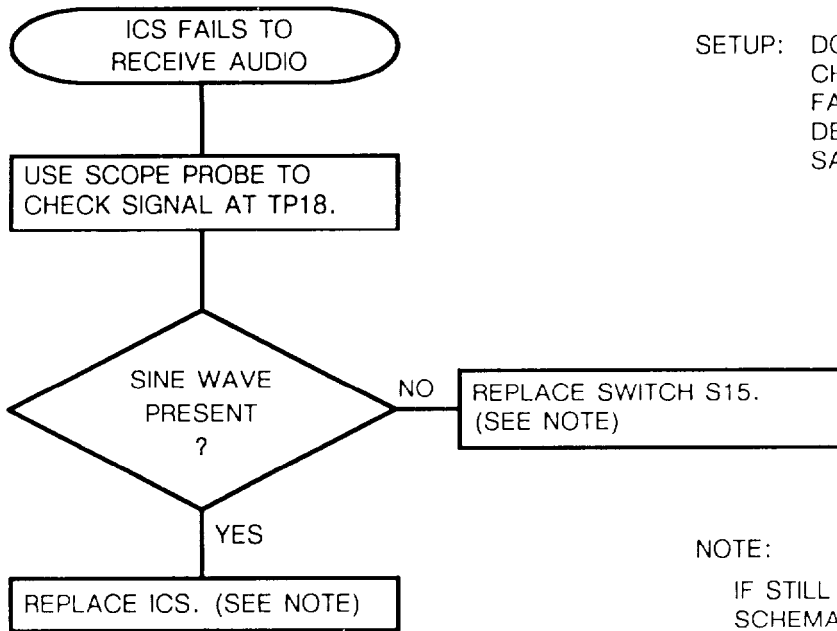 ICS FAILS TO
RECEIVE AUDIO
SETUP:
USE SCOPE PROBE TO
CHECK SIGNAL AT TP18.
SINE WAVE
PRESENT
?
NO
REPLACE SWITCH S15.
(SEE NOTE)
YES
REPLACE ICS. (SEE NOTE)
NOTE:
IF STILL